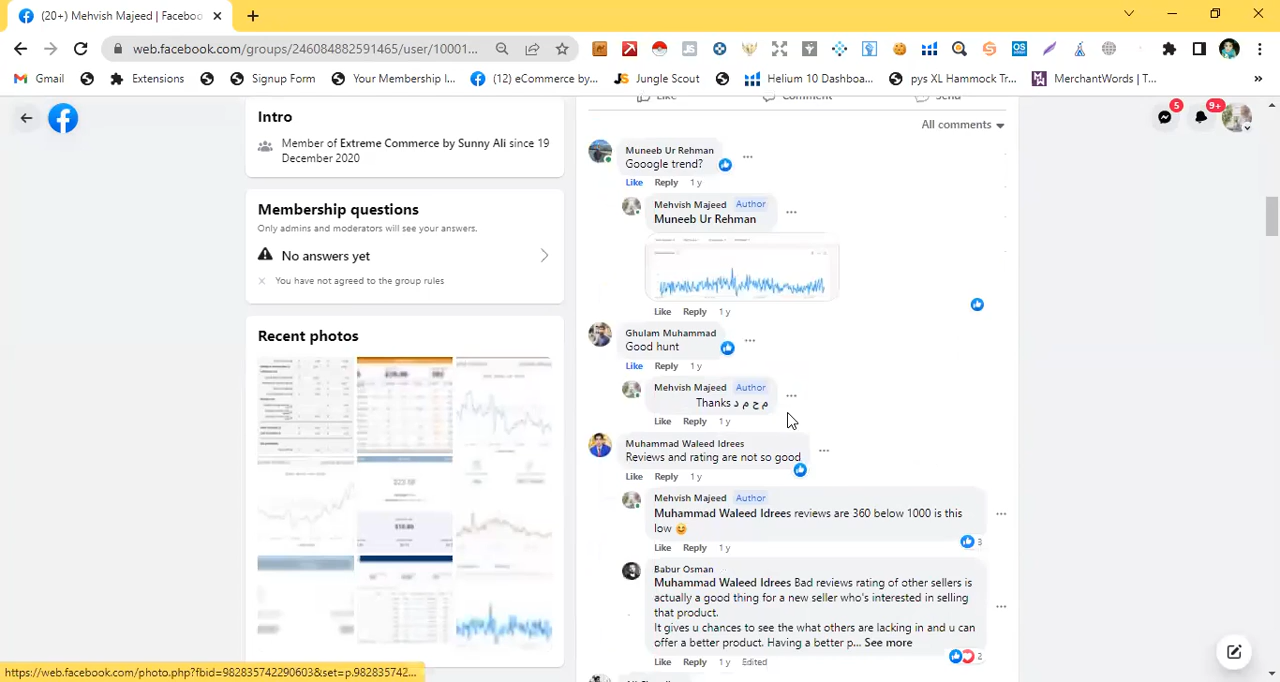 (20+) Mehvish Majeed | Faceboo
web.facebook.com/groups/246084882591465/user/10001...
Gmail
Extensions
Signup Form
Your Membership I...
(12) eCommerce by...
Jungle Scout
Helium 10 Dashboa...
pys XL Hammock Tr...
MerchantWords | T...
»
5
9+
Intro
Member of Extreme Commerce by Sunny Ali since 19
December 2020
Membership questions
Only admins and moderators will see your answers.
No answers yet
You have not agreed to the group rules
Recent photos
Like
Comment
Send
All comments
Muneeb Ur Rehman
Gooogle trend?
Like Reply 1 y
Mehvish Majeed Author
Muneeb Ur Rehman
Like Reply 1 y
Ghulam Muhammad
Good hunt
Like Reply 1 y
Mehvish Majeed Author
Thanks م ح م د
Like Reply 1 y
Muhammad Waleed Idrees
Reviews and rating are not so good
Like Reply 1 y
Mehvish Majeed Author
Muhammad Waleed Idrees reviews are 360 below 1000 is this
low
3
Like Reply 1 y
Babur Osman
Muhammad Waleed Idrees Bad reviews rating of other sellers is
actually a good thing for a new seller who's interested in selling
that product.
It gives u chances to see the what others are lacking in and u can
offer a better product. Having a better p... See more
2
Like Reply 1 y Edited
https://web.facebook.com/photo.php?fbid=982835742290603&set=p.982835742...